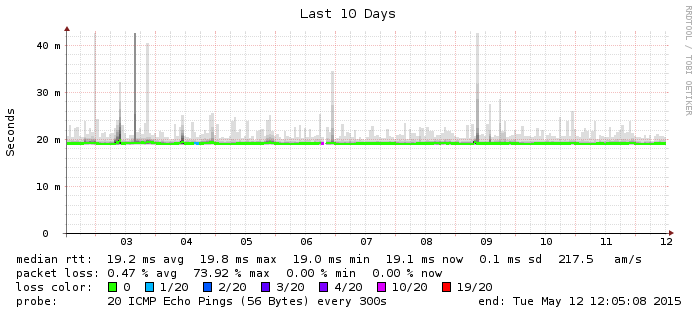 Last 10 Days
RRDTOOL / TOBI OETIKER
Seconds
40 m
30 m
20 m
10 m
0
03 04 05 06 07 08 09 10 11 12
median rtt: 19.2 ms avg 19.8 ms max 19.0 ms min 19.1 ms now 0.1 ms sd 217.5 am/s
packet loss: 0.47 % avg 73.92 % max 0.00 % min 0.00 % now
loss color: 0 1/20 2/20 3/20 4/20 10/20 19/20
probe: 20 ICMP Echo Pings (56 Bytes) every 300s end: Tue May 12 12:05:08 2015